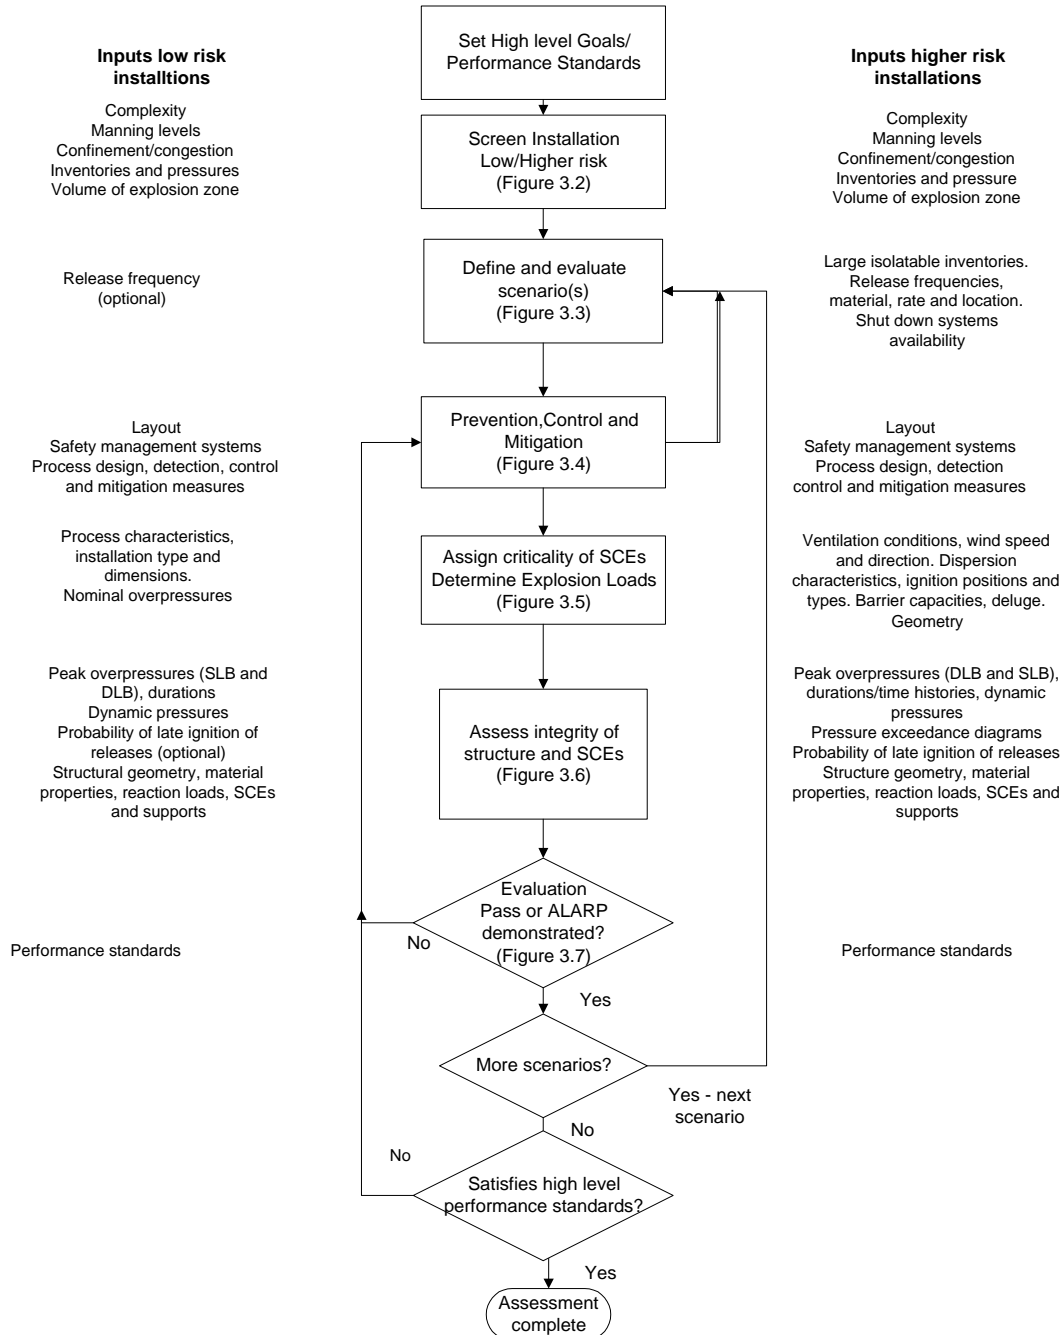 Set High level Goals/
Performance Standards
Inputs low risk
installtions
Inputs higher risk
installations
Complexity
Manning levels
Confinement/congestion
Inventories and pressures
Volume of explosion zone
Screen Installation
Low/Higher risk
(Figure 3.2)
Complexity
Manning levels
Confinement/congestion
Inventories and pressure
Volume of explosion zone
Release frequency
(optional)
Define and evaluate
scenario(s)
(Figure 3.3)
Large isolatable inventories.
Release frequencies,
material, rate and location.
Shut down systems
availability
Layout
Safety management systems
Process design, detection, control
and mitigation measures
Prevention,Control and
Mitigation
(Figure 3.4)
Layout
Safety management systems
Process design, detection
control and mitigation measures
Process characteristics,
installation type and
dimensions.
Nominal overpressures
Assign criticality of SCEs
Determine Explosion Loads
(Figure 3.5)
Ventilation conditions, wind speed
and direction. Dispersion
characteristics, ignition positions and
types. Barrier capacities, deluge.
Geometry
Peak overpressures (SLB and
DLB), durations
Dynamic pressures
Probability of late ignition of
releases (optional)
Structural geometry, material
properties, reaction loads, SCEs
and supports
Assess integrity of
structure and SCEs
(Figure 3.6)
Peak overpressures (DLB and SLB),
durations/time histories, dynamic
pressures
Pressure exceedance diagrams
Probability of late ignition of releases
Structure geometry, material
properties, reaction loads, SCEs and
supports
Evaluation
Pass or ALARP
demonstrated?
(Figure 3.7)
No
Performance standards
Performance standards
Yes
More scenarios?
Yes - next
scenario
No
No
Satisfies high level
performance standards?
Yes
Assessment
complete